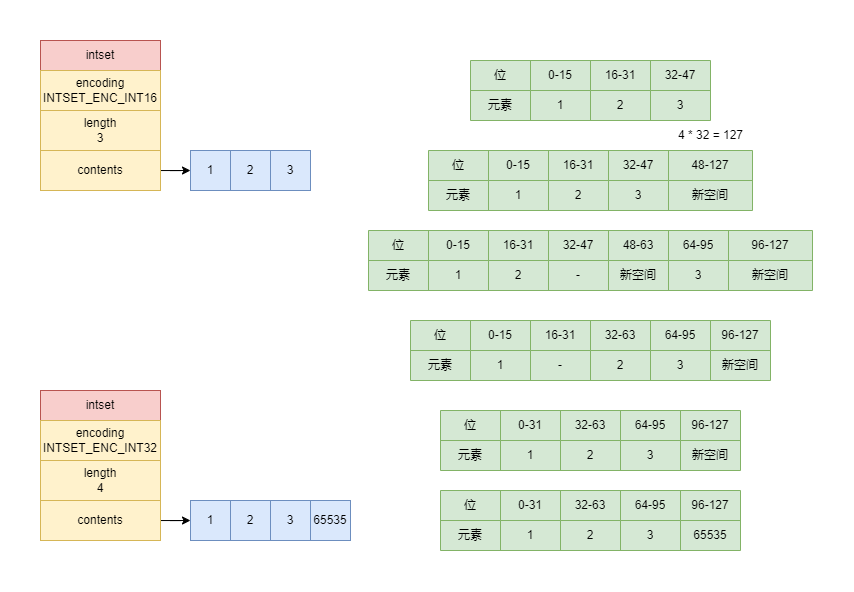 intset
encoding
INTSET_ENC_INT16
length
3
contents
1 2 3
位 0-15 16-31 32-47
元素 1 2 3
4 * 32 = 127
位 0-15 16-31 32-47 48-127
元素 1 2 3 新空间
位 0-15 16-31 32-47 48-63 64-95 96-127
元素 1 2 - 新空间 3 新空间
位 0-15 16-31 32-63 64-95 96-127
元素 1 - 2 3 新空间
intset
encoding
INTSET_ENC_INT32
length
4
contents
1 2 3 65535
位 0-31 32-63 64-95 96-127
元素 1 2 3 新空间
位 0-31 32-63 64-95 96-127
元素 1 2 3 65535